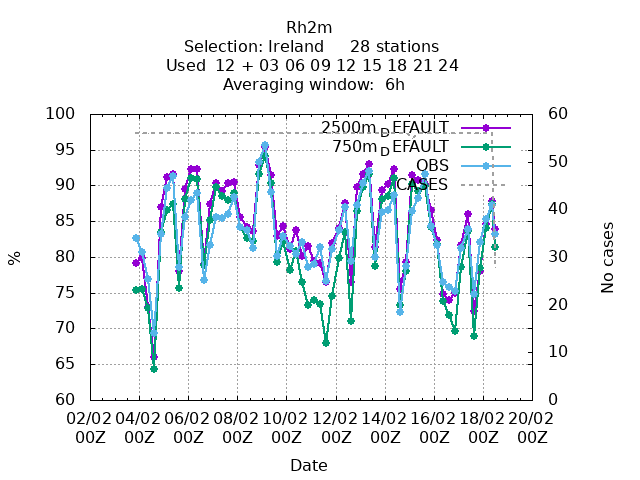 Rh2m
Selection: Ireland     28 stations
Used  12 + 03 06 09 12 15 18 21 24
Averaging window:  6h
100 95 90 85 80 75 70 65 60
%
2500m_DEFAULT
750m_DEFAULT
OBS
CASES
60 50 40 30 20 10 0
No cases
02/02 04/02 06/02 08/02 10/02 12/02 14/02 16/02 18/02 20/02
00Z 00Z 00Z 00Z 00Z 00Z 00Z 00Z 00Z 00Z
Date